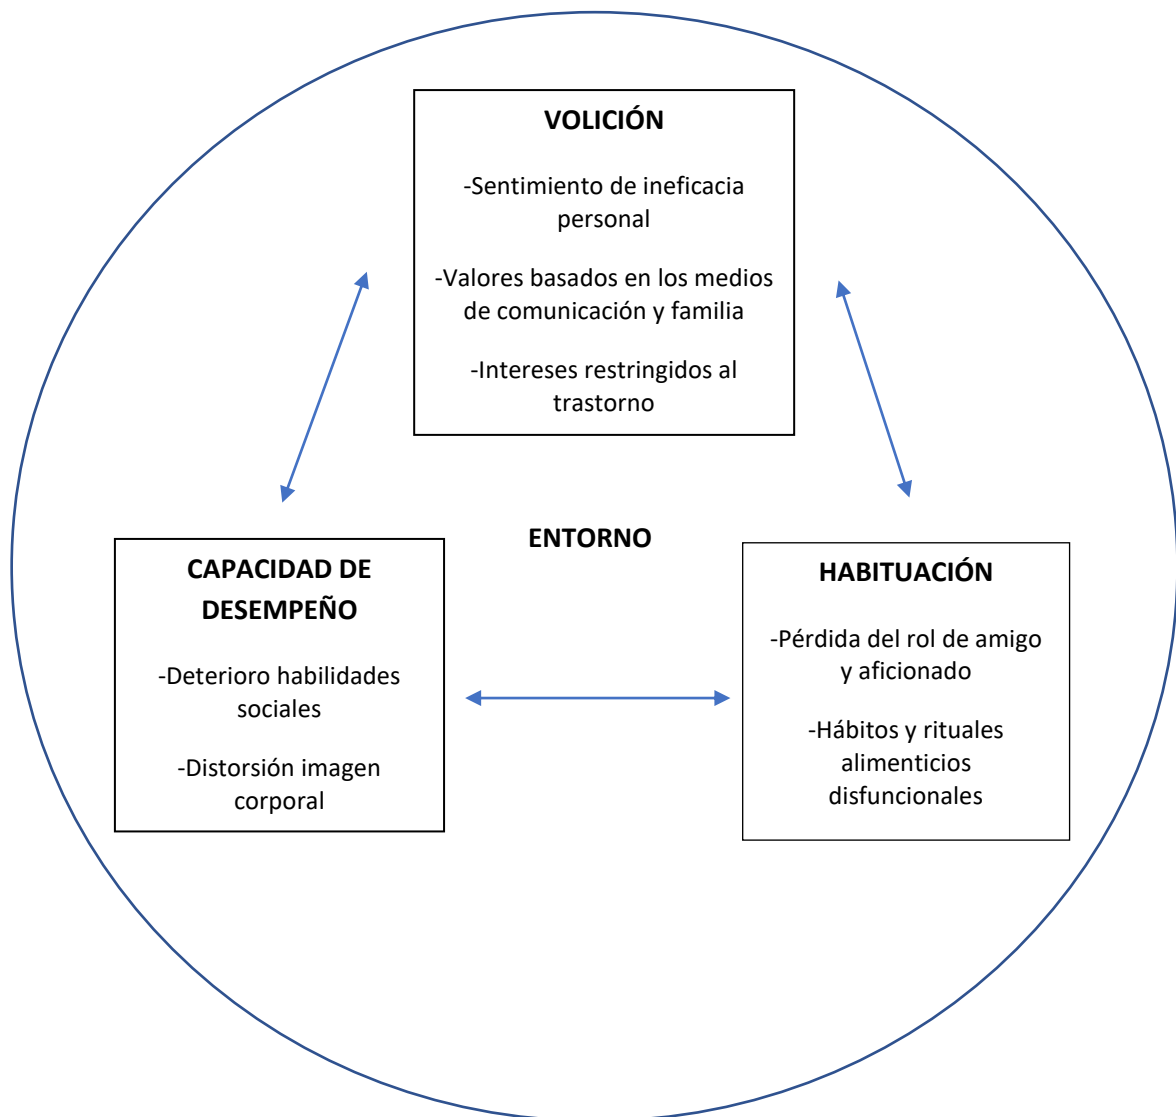 VOLICIÓN
-Sentimiento de ineficacia
personal
-Valores basados en los medios
de comunicación y familia
-Intereses restringidos al
trastorno
ENTORNO
CAPACIDAD DE
DESEMPEÑO
-Deterioro habilidades
sociales
-Distorsión imagen
corporal
HABITUACIÓN
-Pérdida del rol de amigo
y aficionado
-Hábitos y rituales
alimenticios
disfuncionales